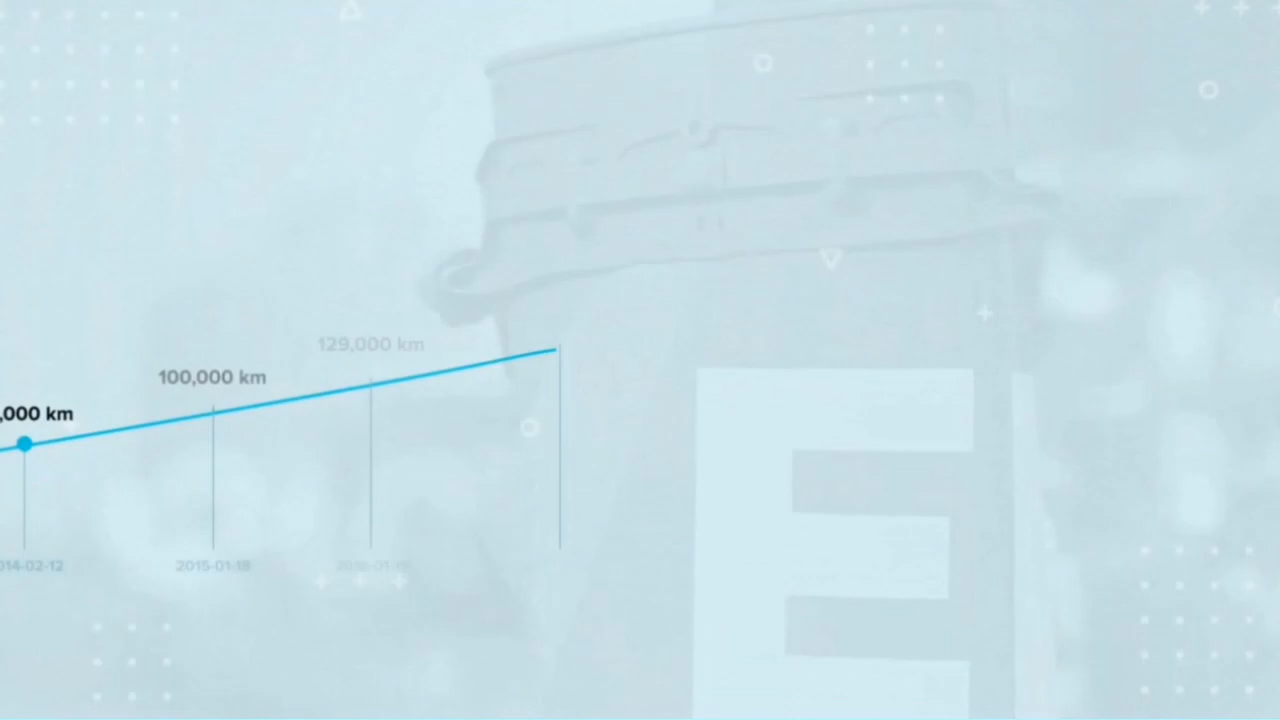 129,000 km
100,000 km
,000 km
014-02-12
2015-01-18
E